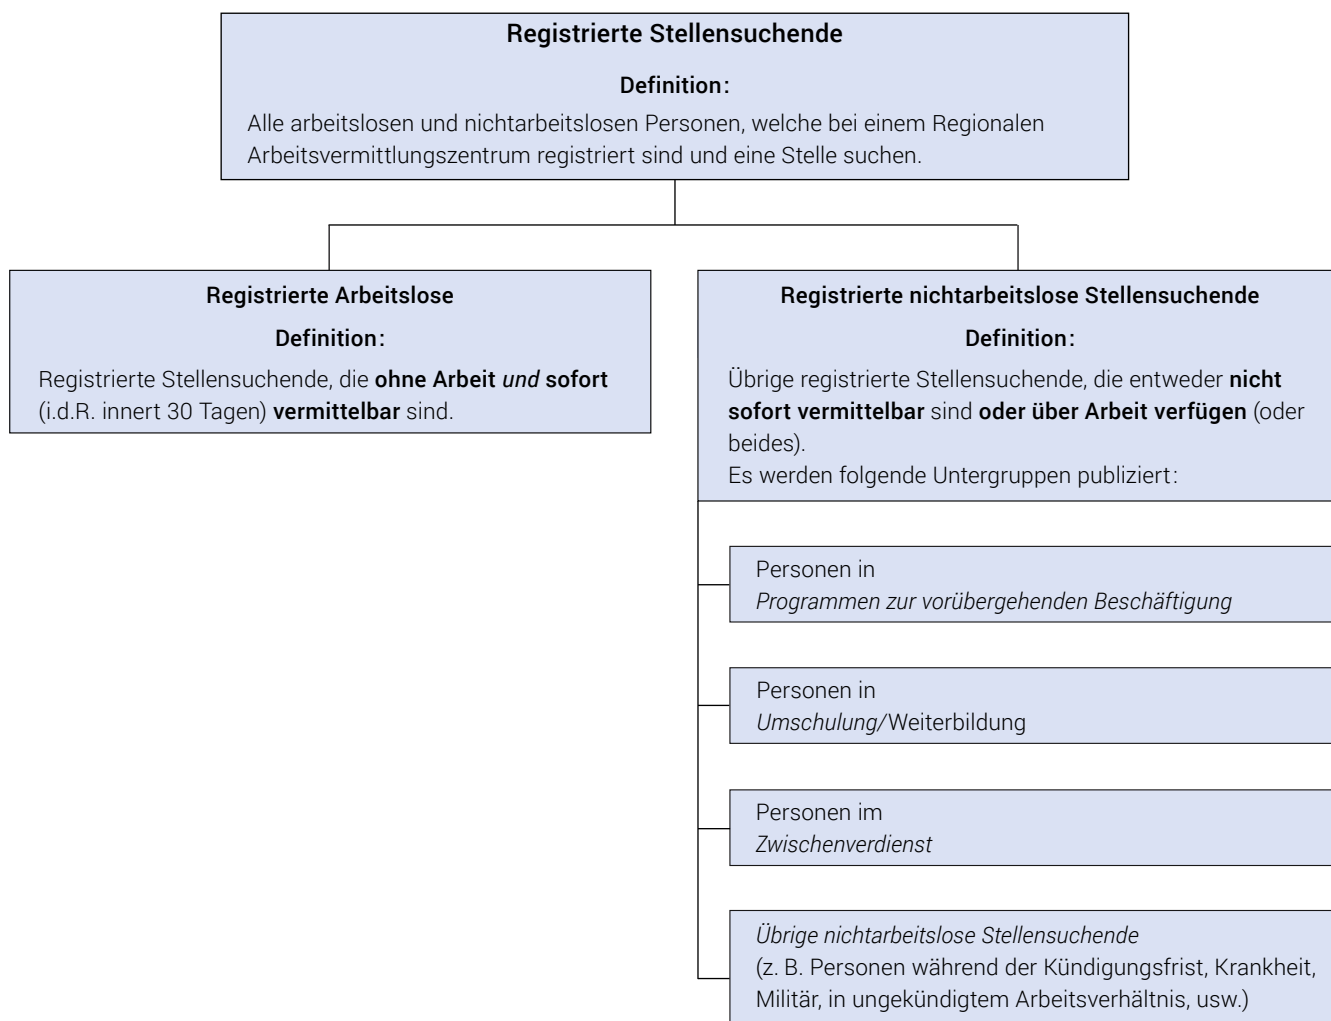 Registrierte Stellensuchende
Definition:
Alle arbeitslosen und nichtarbeitslosen Personen, welche bei einem Regionalen
Arbeitsvermittlungszentrum registriert sind und eine Stelle suchen.
Registrierte Arbeitslose
Definition:
Registrierte Stellensuchende, die ohne Arbeit und sofort
(i.d.R. innert 30 Tagen) vermittelbar sind.
Registrierte nichtarbeitslose Stellensuchende
Definition:
Übrige registrierte Stellensuchende, die entweder nicht
sofort vermittelbar sind oder über Arbeit verfügen (oder
beides).
Es werden folgende Untergruppen publiziert:
Personen in
Programmen zur vorübergehenden Beschäftigung
Personen in
Umschulung/Weiterbildung
Personen im
Zwischenverdienst
Übrige nichtarbeitslose Stellensuchende
(z. B. Personen während der Kündigungsfrist, Krankheit,
Militär, in ungekündigtem Arbeitsverhältnis, usw.)